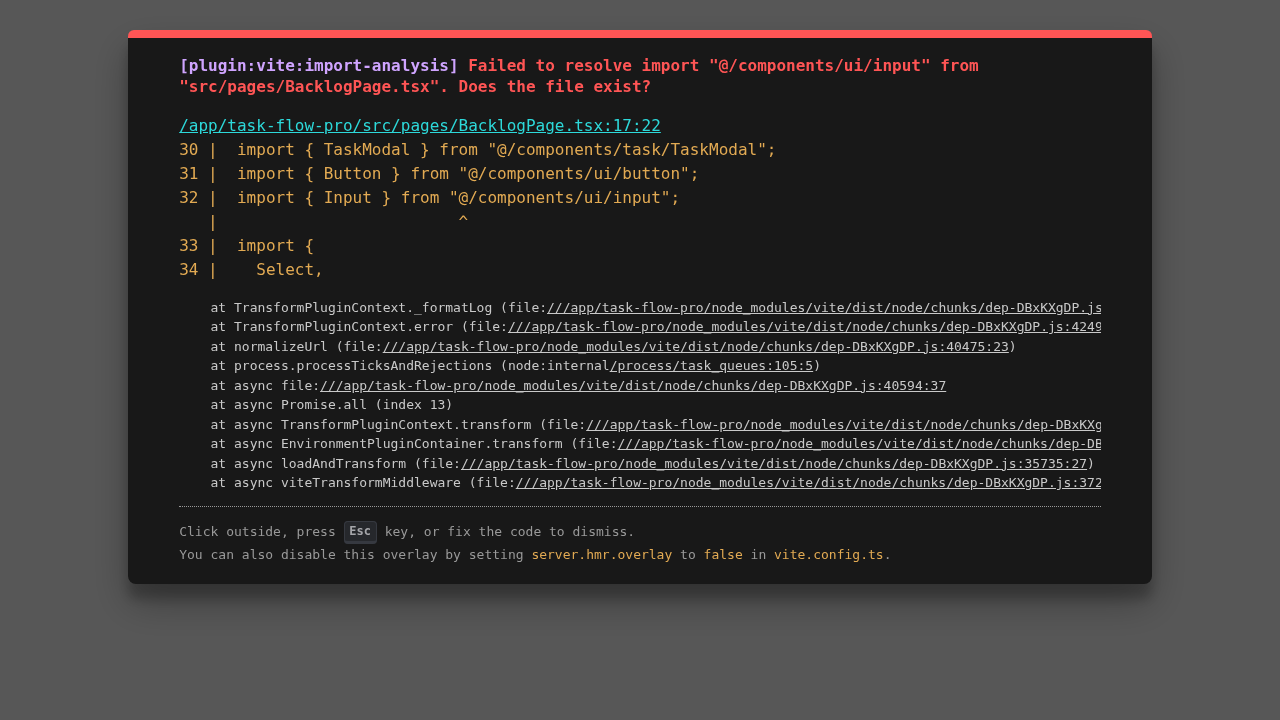 [plugin:vite:import-analysis] Failed to resolve import "@/components/ui/input" from
"src/pages/BacklogPage.tsx". Does the file exist?
/app/task-flow-pro/src/pages/BacklogPage.tsx:17:22
30 |  import { TaskModal } from "@/components/task/TaskModal";
31 |  import { Button } from "@/components/ui/button";
32 |  import { Input } from "@/components/ui/input";
   |                         ^
33 |  import {
34 |    Select,
    at TransformPluginContext._formatLog (file:///app/task-flow-pro/node_modules/vite/dist/node/chunks/dep-DBxKXgDP.js
    at TransformPluginContext.error (file:///app/task-flow-pro/node_modules/vite/dist/node/chunks/dep-DBxKXgDP.js:4249
    at normalizeUrl (file:///app/task-flow-pro/node_modules/vite/dist/node/chunks/dep-DBxKXgDP.js:40475:23)
    at process.processTicksAndRejections (node:internal/process/task_queues:105:5)
    at async file:///app/task-flow-pro/node_modules/vite/dist/node/chunks/dep-DBxKXgDP.js:40594:37
    at async Promise.all (index 13)
    at async TransformPluginContext.transform (file:///app/task-flow-pro/node_modules/vite/dist/node/chunks/dep-DBxKXg
    at async EnvironmentPluginContainer.transform (file:///app/task-flow-pro/node_modules/vite/dist/node/chunks/dep-DB
    at async loadAndTransform (file:///app/task-flow-pro/node_modules/vite/dist/node/chunks/dep-DBxKXgDP.js:35735:27)
    at async viteTransformMiddleware (file:///app/task-flow-pro/node_modules/vite/dist/node/chunks/dep-DBxKXgDP.js:372
Click outside, press Esc key, or fix the code to dismiss.
You can also disable this overlay by setting server.hmr.overlay to false in vite.config.ts.